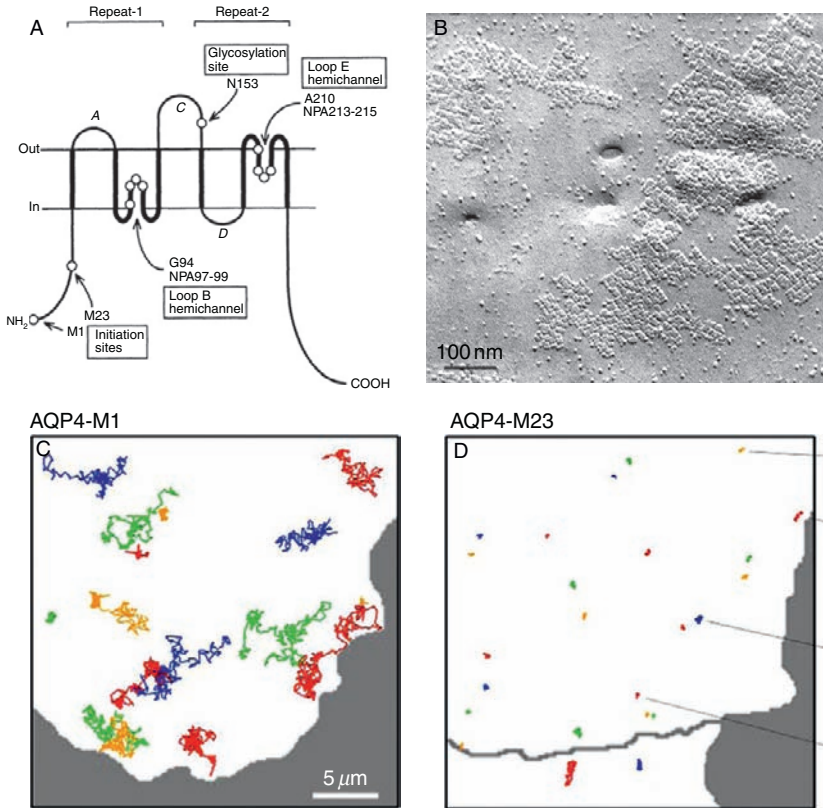 A
Repeat-1
Repeat-2
Glycosylation
site
N153
Loop E
hemichannel
A210
NPA213-215
A
C
Out
In
D
G94
NPA97-99
Loop B
hemichannel
M23
NH2
M1
Initiation
sites
COOH
B
100 nm
AQP4-M1
C
5 μm
AQP4-M23
D